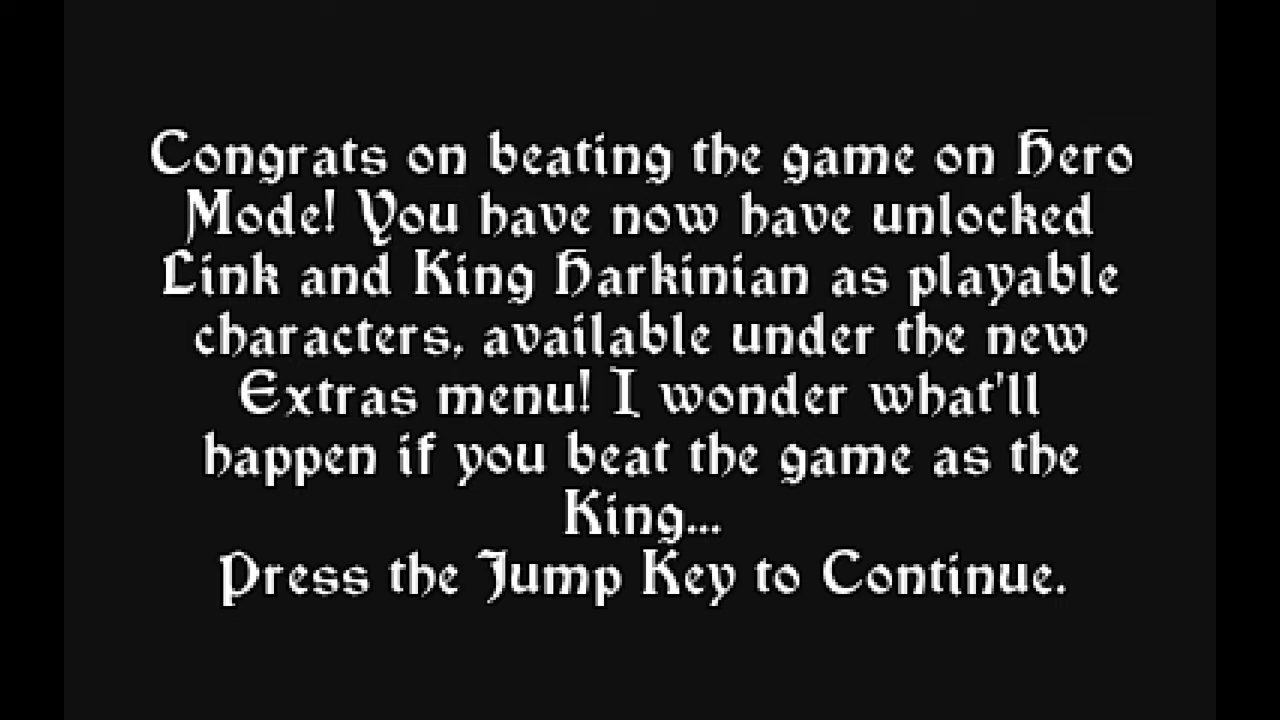 Congrats on beating the game on Hero
Mode! You have now have unlocked
Link and King Harkinian as playable
characters, available under the new
Extras menu! I wonder what'll
happen if you beat the game as the
King...
Press the Jump Key to Continue.